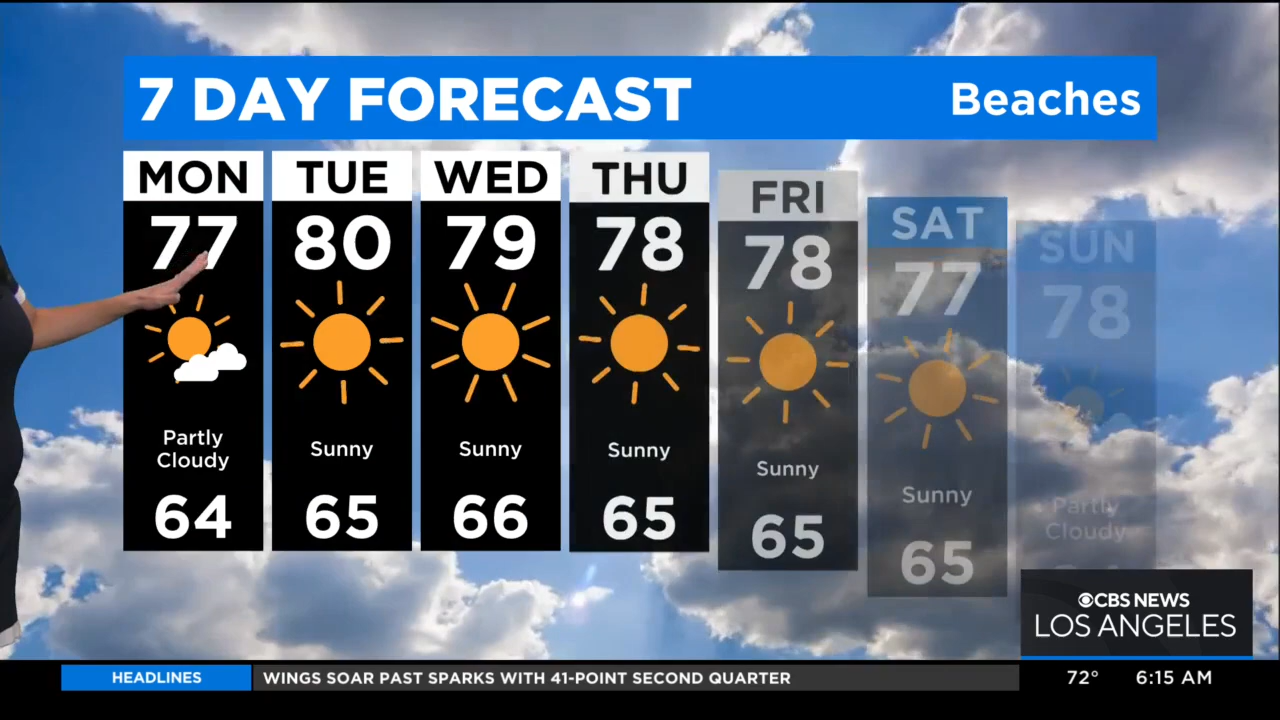 7 DAY FORECAST
Beaches
MON
77
Partly
Cloudy
64
TUE
80
Sunny
65
WED
79
Sunny
66
THU
78
Sunny
65
FRI
78
Sunny
65
SAT
77
Sunny
65
SUN
78
Partly
Cloudy
CBS NEWS
LOS ANGELES
HEADLINES
WINGS SOAR PAST SPARKS WITH 41-POINT SECOND QUARTER
72° 6:15 AM